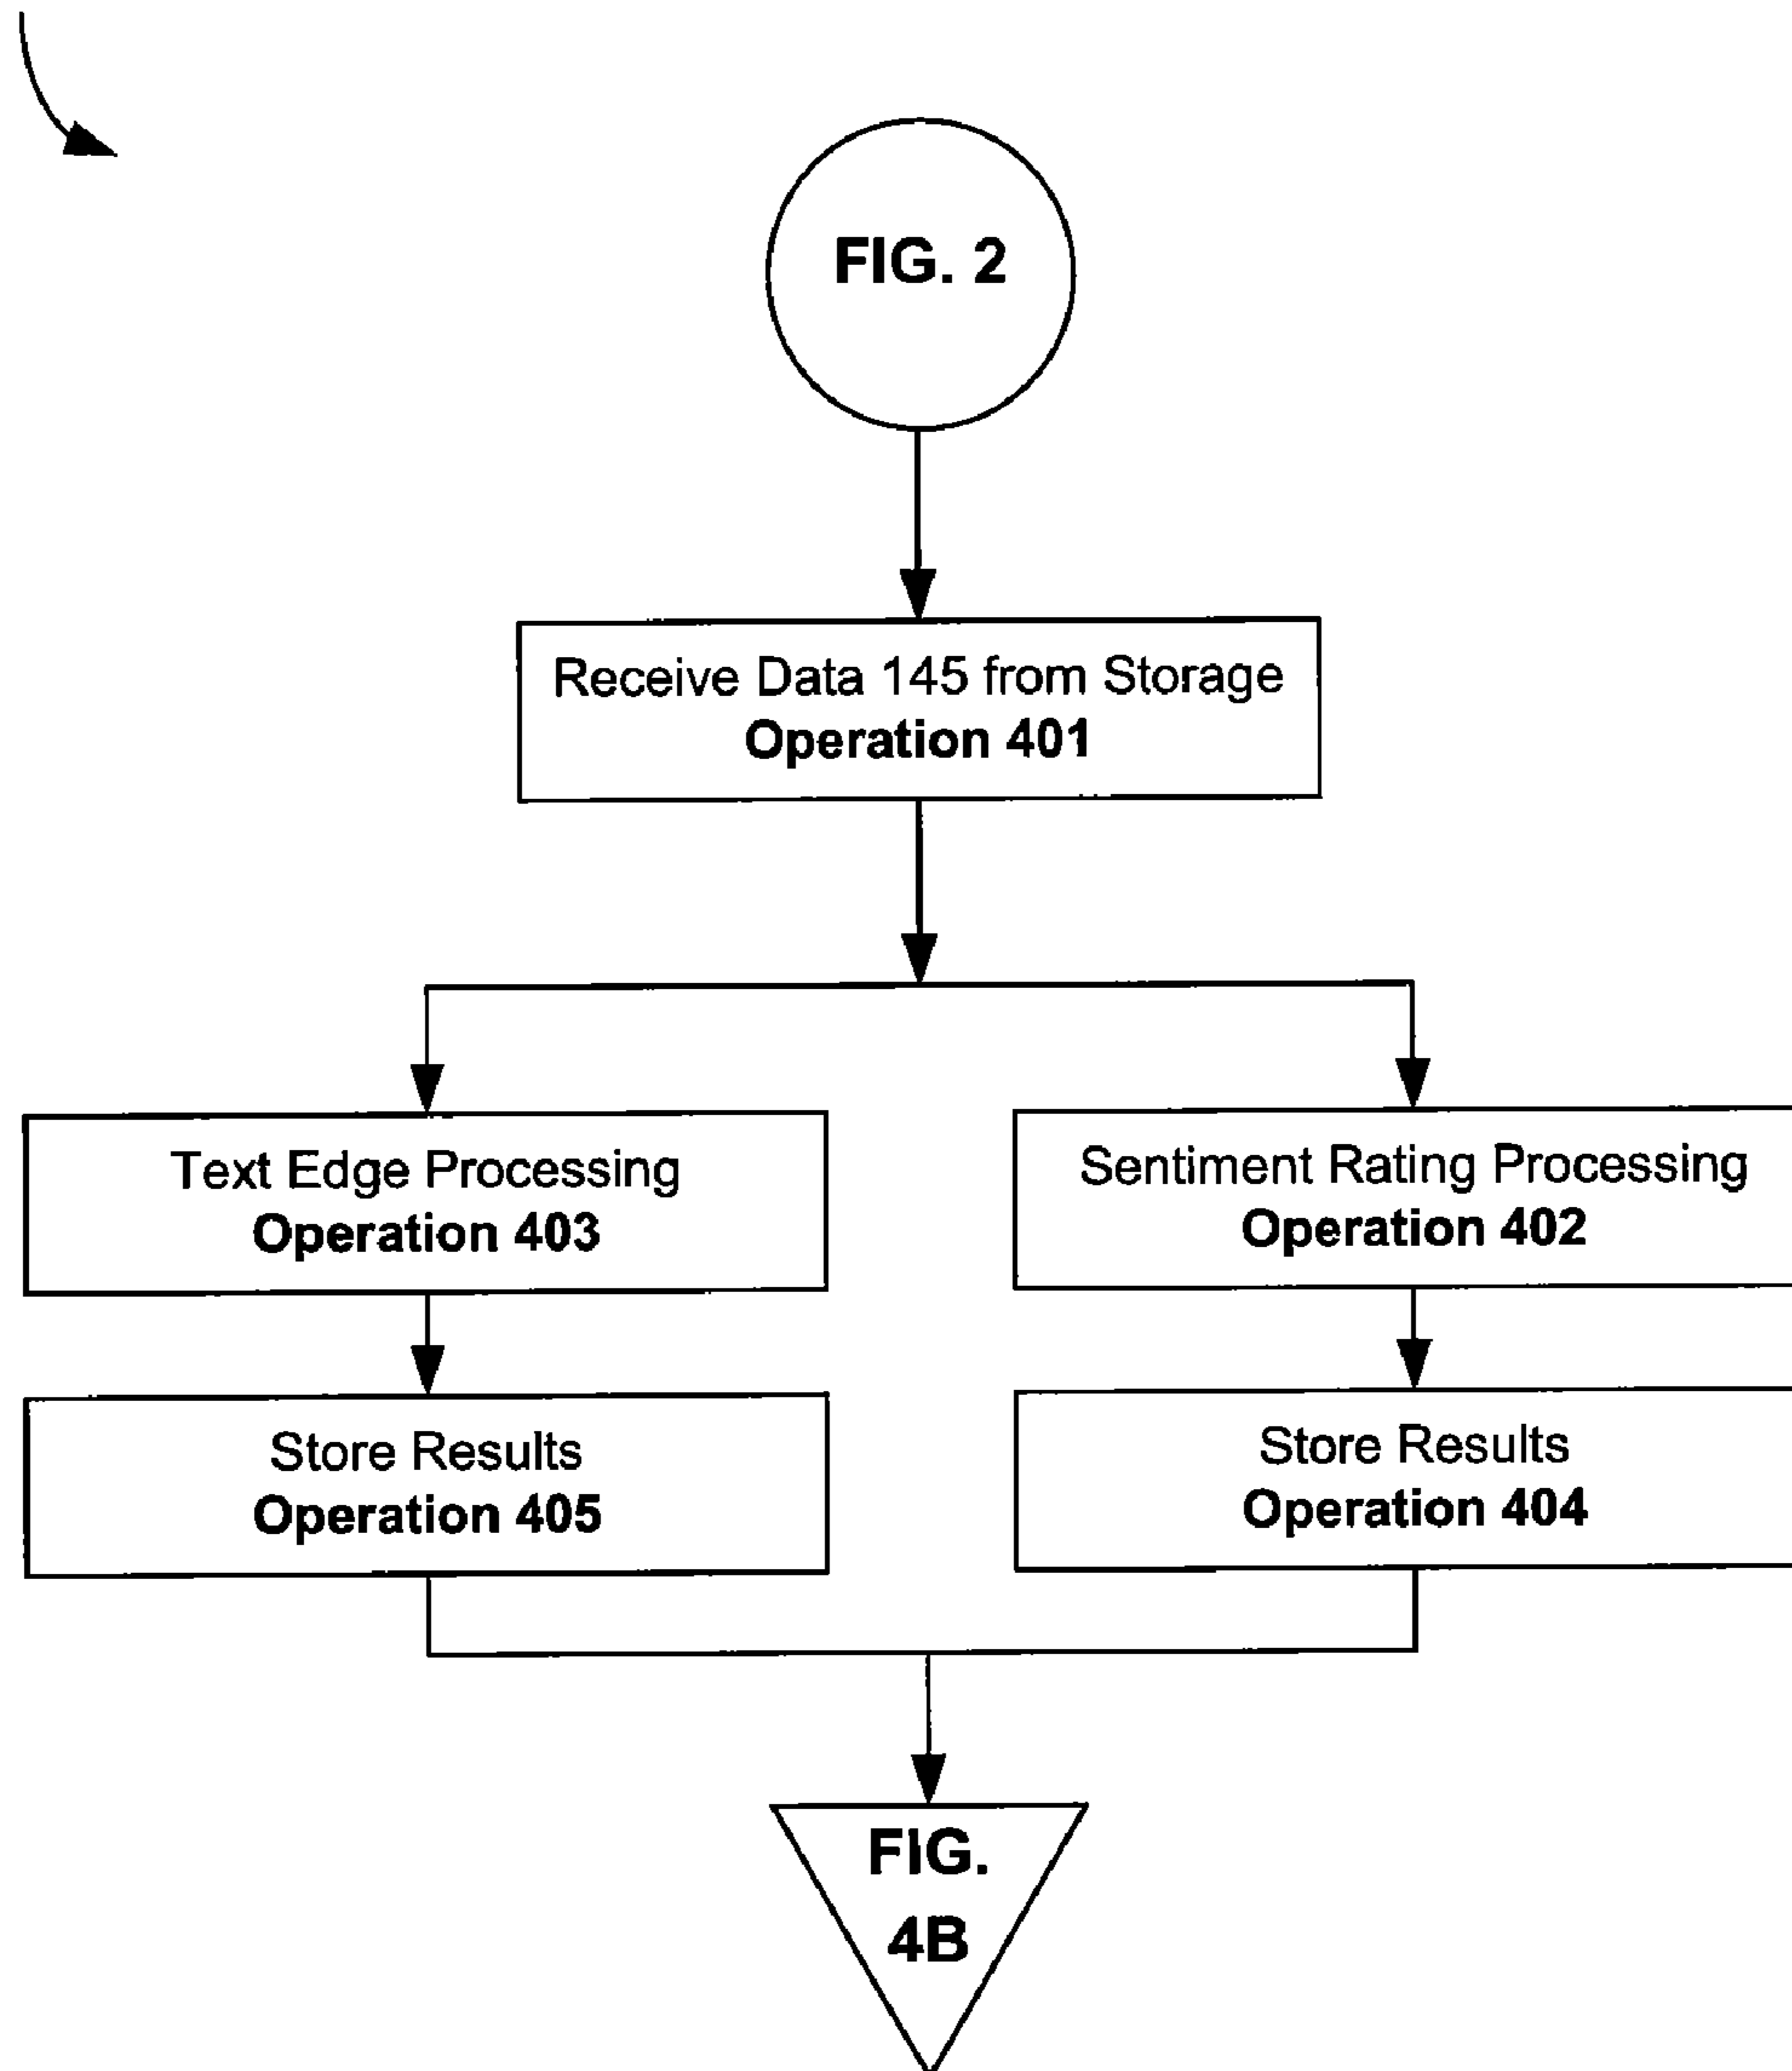 FIG. 2
Receive Data 145 from Storage
Operation 401
Text Edge Processing
Operation 403
Sentiment Rating Processing
Operation 402
Store Results
Operation 405
Store Results
Operation 404
FIG.
4B